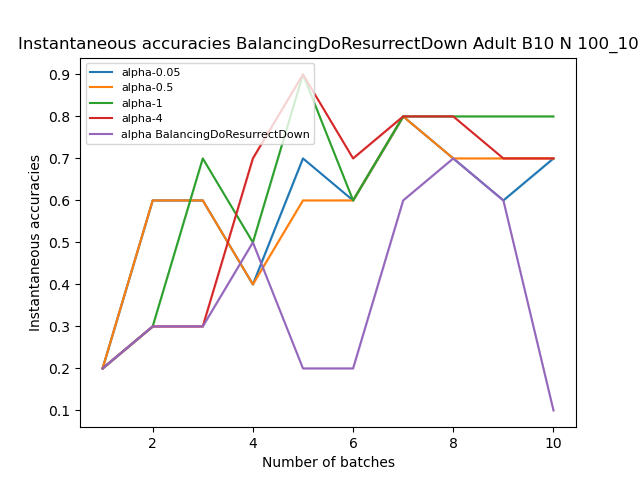 Instantaneous accuracies BalancingDoResurrectDown Adult B10 N 100_10
alpha-0.05
alpha-0.5
alpha-1
alpha-4
alpha BalancingDoResurrectDown
0.9
0.8
0.7
0.6
0.5
0.4
0.3
0.2
0.1
Instantaneous accuracies
2 4 6 8 10
Number of batches